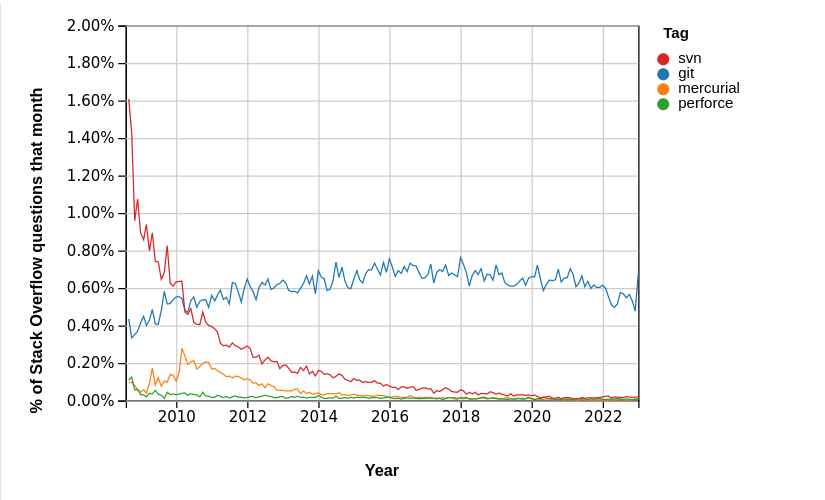 2.00%
1.80%
1.60%
1.40%
1.20%
1.00%
0.80%
0.60%
0.40%
0.20%
0.00%
% of Stack Overflow questions that month
2010 2012 2014 2016 2018 2020 2022
Year
Tag
svn
git
mercurial
perforce